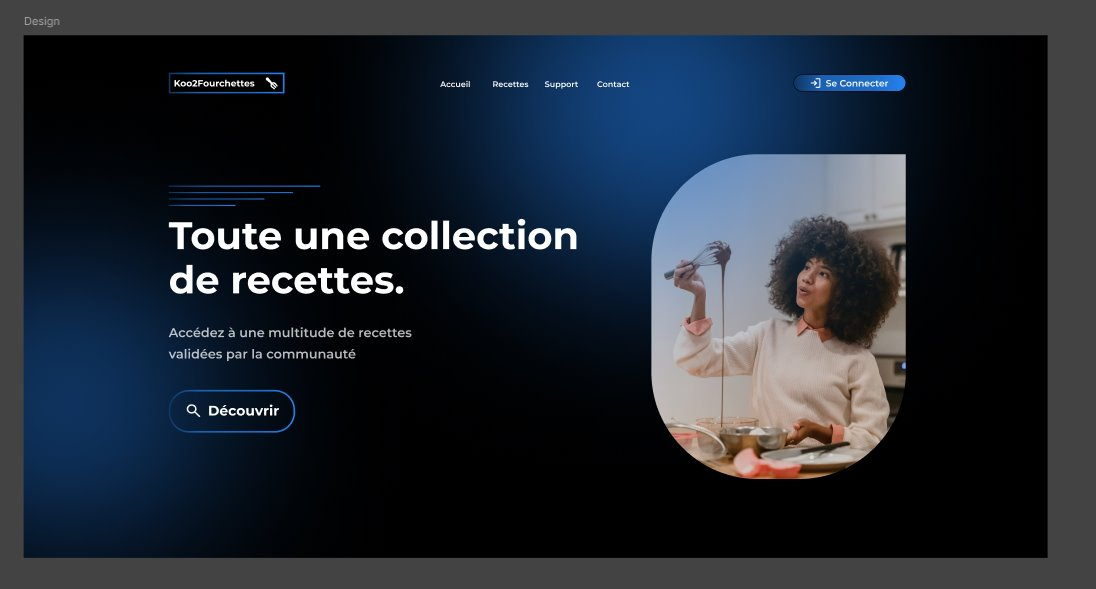 Design
Koo2Fourchettes
Accueil Recettes Support Contact
Se Connecter
Toute une collection
de recettes.
Accédez à une multitude de recettes
validées par la communauté
Découvrir